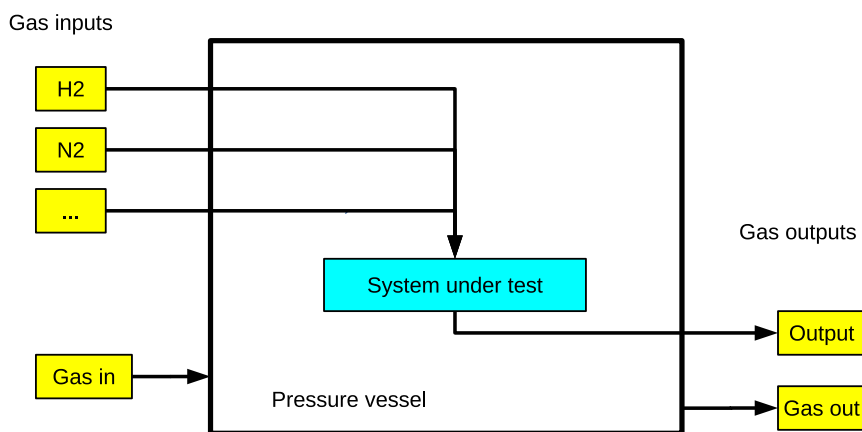 Gas inputs
H2
N2
...
Gas outputs
System under test
Output
Gas in
Pressure vessel
Gas out